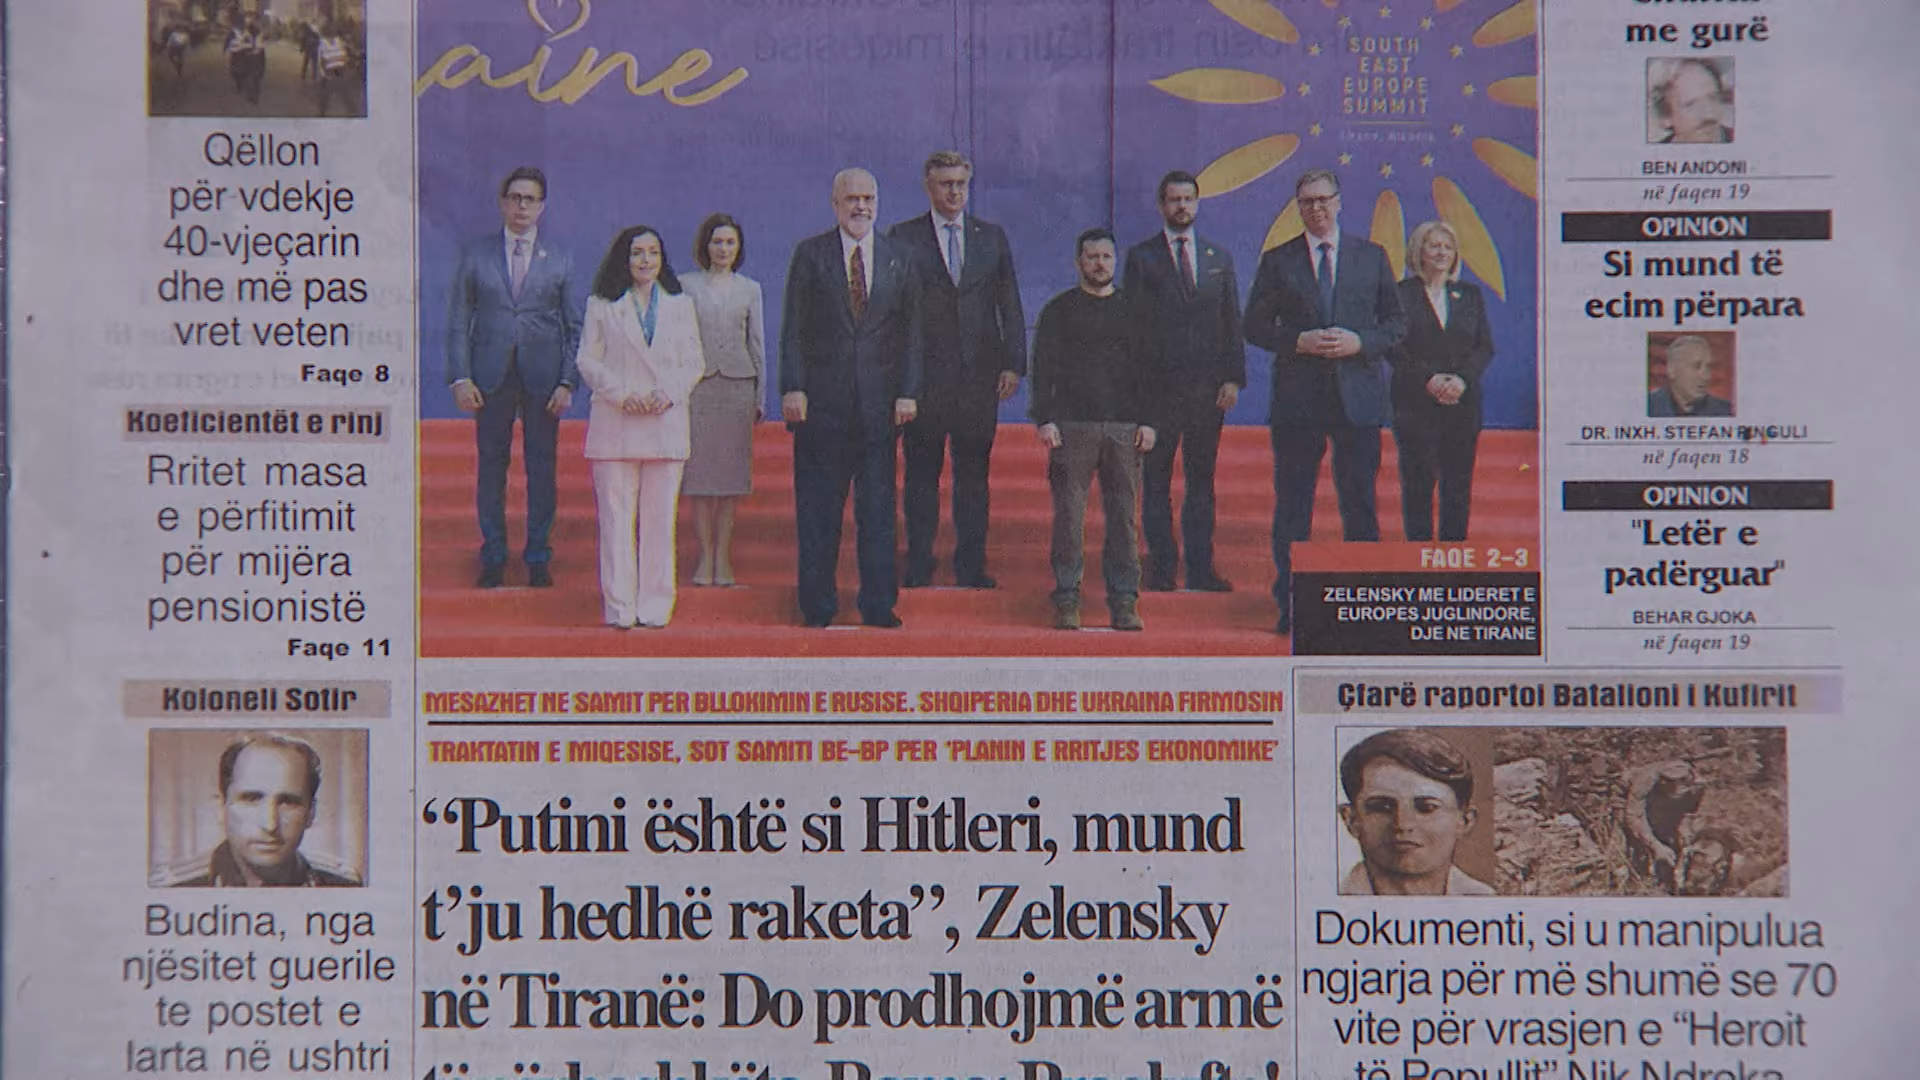 Qëllon
për vdekje
40-vjeçarin
dhe më pas
vret veten
Faqe 8
Koeficientët e rinj
Rritet masa
e përfitimit
për mijëra
pensionistë
Faqe 11
Koloneli Sotir
Budina, nga
njësitet guerile
te postet e
larta në ushtri
aine
SOUTH
EAST
EUROPE
SUMMIT
FAQE 2-3
ZELENSKY ME LIDERET E
EUROPES JUGLINDORE,
DJE NE TIRANE
MESAZHET NE SAMIT PER BLLOKIMIN E RUSISE. SHQIPERIA DHE UKRAINA FIRMOSIN
TRAKTATIN E MIQESISE, SOT SAMITI BE-BP PER 'PLANIN E RRITJES EKONOMIKE'
“Putini është si Hitleri, mund
t’ju hedhë raketa”, Zelensky
në Tiranë: Do prodhojmë armë
me gurë
BEN ANDONI
në faqen 19
OPINION
Si mund të
ecim përpara
DR. INXH. STEFAN PINGULI
në faqen 18
OPINION
"Letër e
padërguar"
BEHAR GJOKA
në faqen 19
Çfarë raportoi Batalioni i Kufirit
Dokumenti, si u manipulua
ngjarja për më shumë se 70
vite për vrasjen e “Heroit
të Popullit” Nik Ndreka